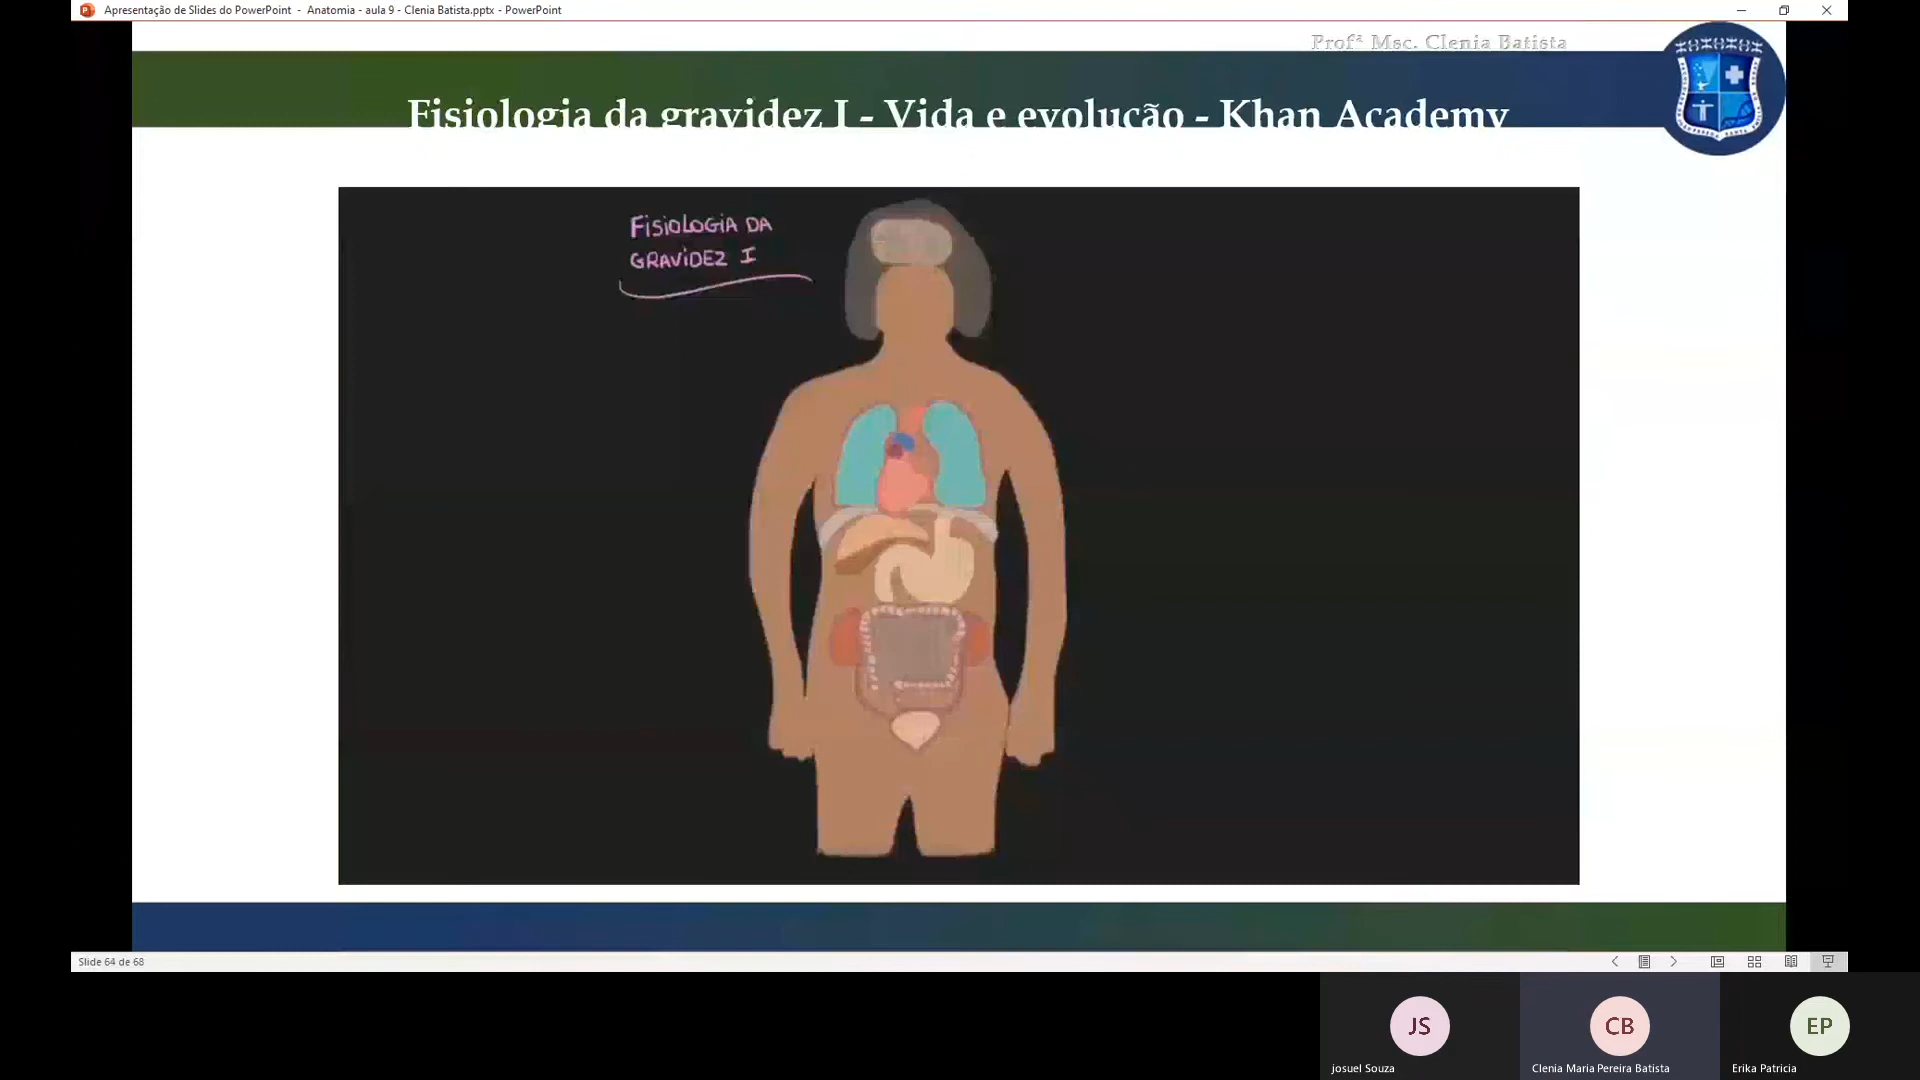 Apresentação de Slides do PowerPoint - Anatomia - aula 9 - Clenia Batista.pptx - PowerPoint
Profª Msc. Clenia Batista
Fisiologia da gravidez I - Vida e evolução - Khan Academy
FISIOLOGIA DA
GRAVIDEZ I
Slide 64 de 68
JS
CB
EP
josuel Souza
Clenia Maria Pereira Batista
Erika Patricia